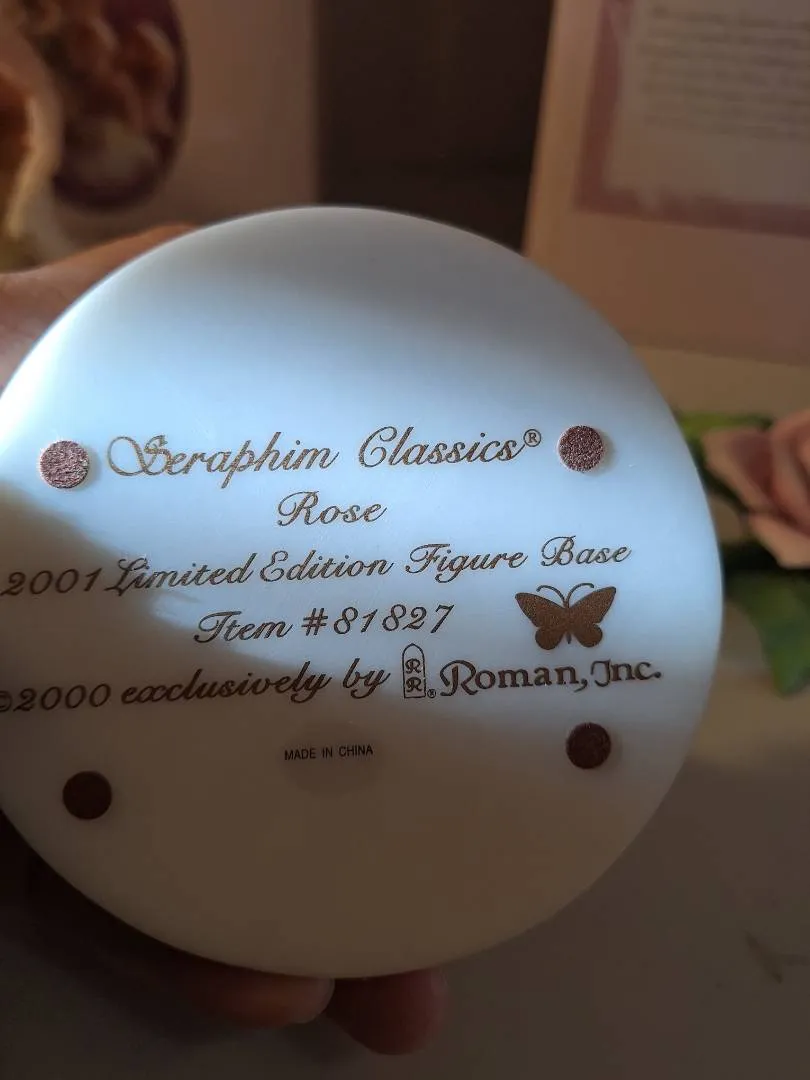 Seraphim Classics®
Rose
2001 Limited Edition Figure Base
Item #81827
©2000 exclusively by RR® Roman, Inc.
MADE IN CHINA